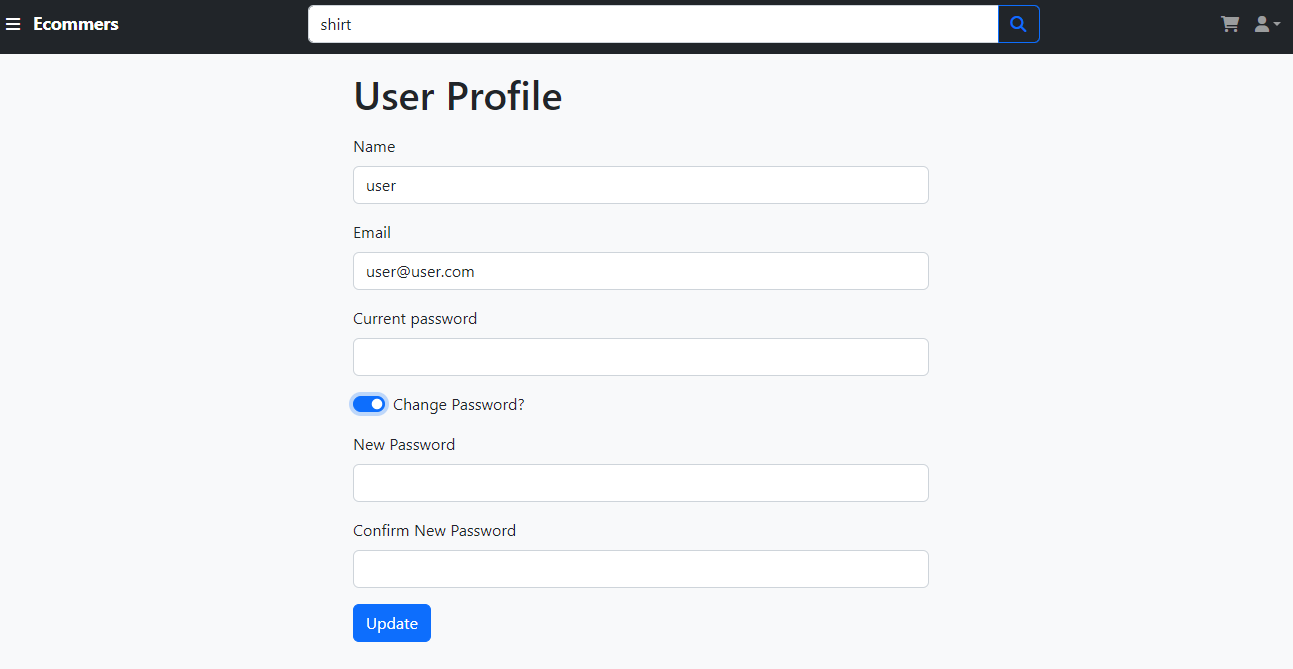 Ecommers
shirt
User Profile
Name
user
Email
user@user.com
Current password
Change Password?
New Password
Confirm New Password
Update